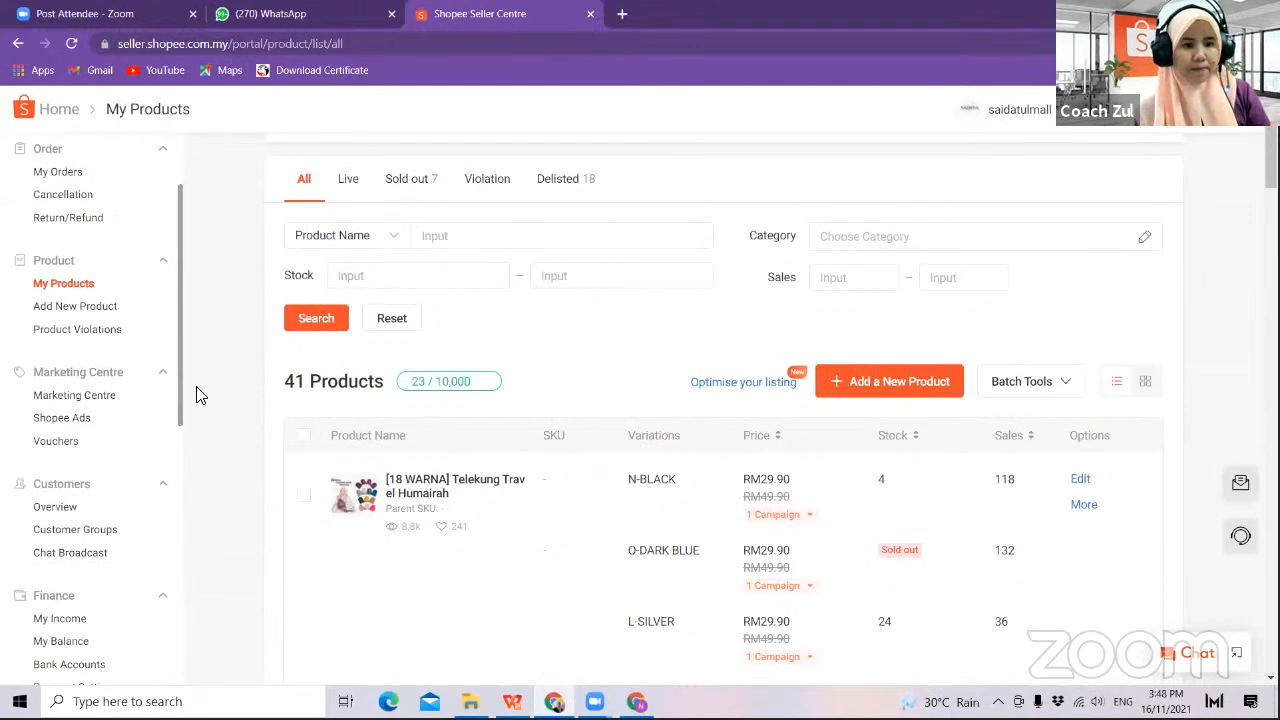 Post Attendee - Zoom
(270) WhatsApp
Shopee Seller Centre
seller.shopee.com.my/portal/product/list/all
Apps
Gmail
YouTube
Maps
Download Certificate
Coach Zul
Home
My Products
saidatulmall
Order
My Orders
Cancellation
Return/Refund
Product
My Products
Add New Product
Product Violations
Marketing Centre
Marketing Centre
Shopee Ads
Vouchers
Customers
Overview
Customer Groups
Chat Broadcast
Finance
My Income
My Balance
Bank Accounts
All
Live
Sold out 7
Violation
Delisted 18
Product Name
Input
Category
Choose Category
Stock
Input
–
Input
Sales
Input
–
Input
Search
Reset
41 Products
23 / 10,000
Optimise your listing
New
+ Add a New Product
Batch Tools
Product Name
SKU
Variations
Price
Stock
Sales
Options
[18 WARNA] Telekung Trav
el Humairah
Parent SKU: -
8.8k
241
-
N-BLACK
RM29.90
RM49.90
1 Campaign
4
118
Edit
More
-
O-DARK BLUE
RM29.90
RM49.90
1 Campaign
Sold out
132
L-SILVER
RM29.90
RM49.90
1 Campaign
24
36
Chat
zoom
Type here to search
30°C Rain
ENG
3:48 PM
16/11/2021